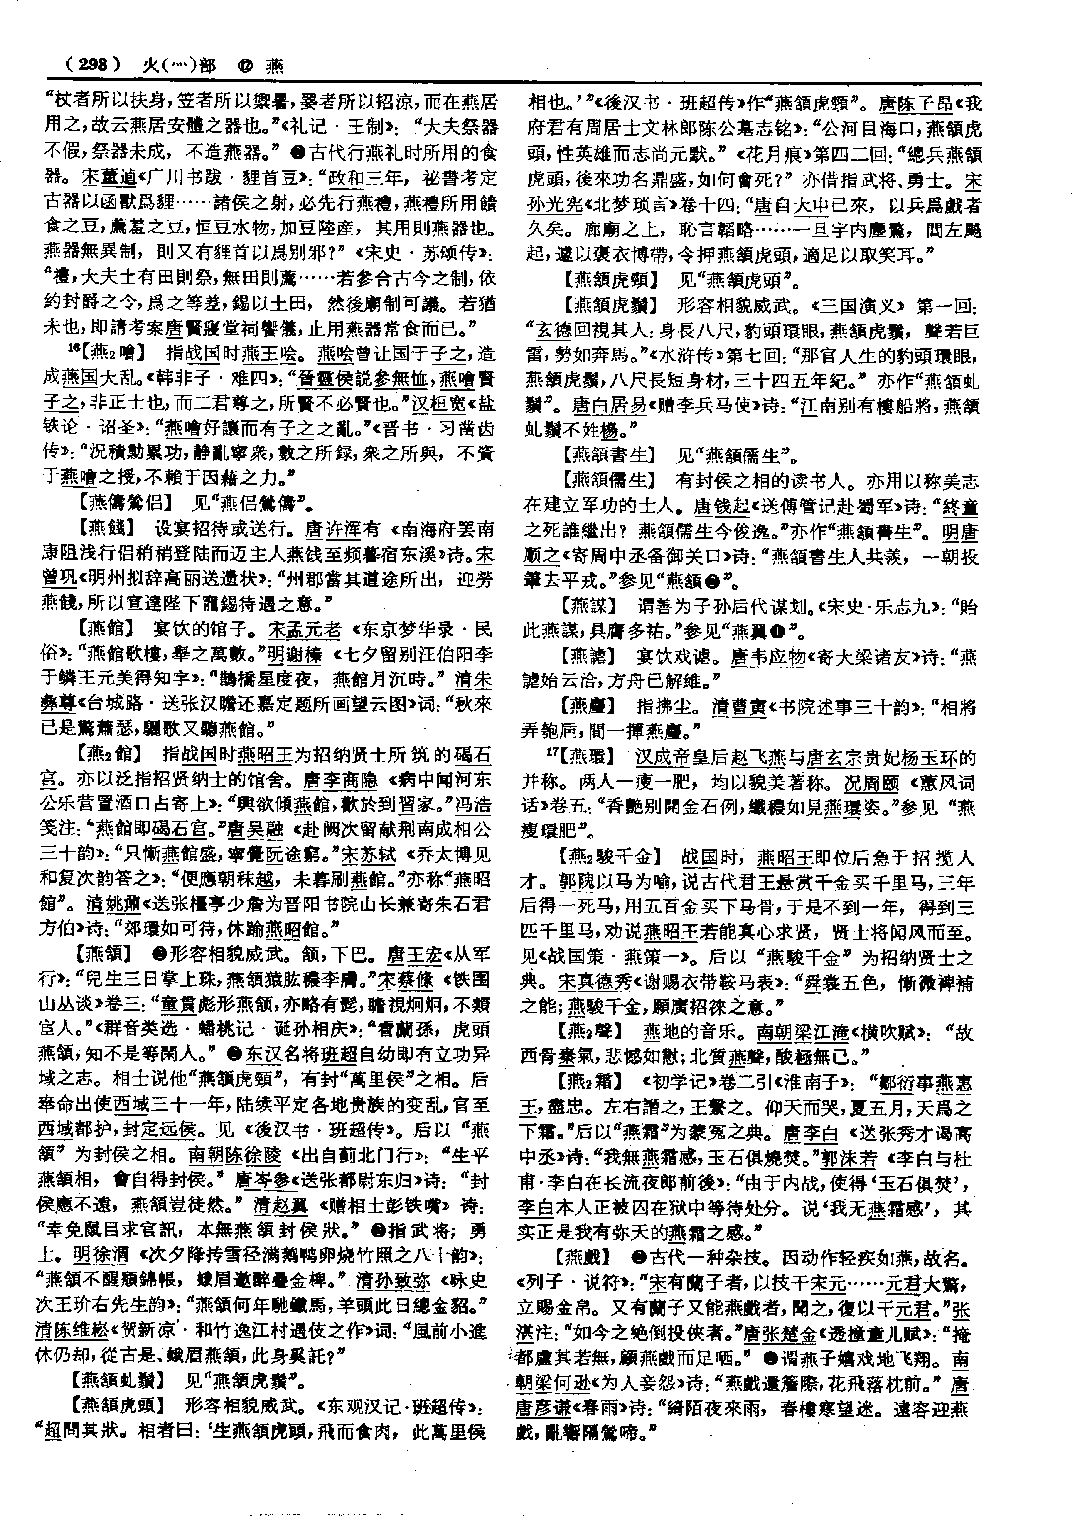 (298) 火(灬)部 ⑫ 燕
“杖者所以扶身,笠者所以禦暑,翣者所以招凉,而在燕居
用之,故云燕居安體之器也。”《礼记·王制》:“大夫祭器
不假,祭器未成,不造燕器。”❷古代行燕礼时所用的食
器。宋董逌《广川书跋·貍首豆》:“政和三年,祕書考定
古器以函獸爲貍……諸侯之射,必先行燕禮,燕禮所用饋
食之豆,薦羞之豆,恒豆水物,加豆陸産,其用則燕器也。
燕器無異制,則又有貍首以爲别邪?”《宋史·苏颂传》:
“禮,大夫士有田則祭,無田則薦……若參合古今之制,依
約封爵之令,爲之等差,錫以土田,然後廟制可議。若猶
未也,即請考案唐賢寢堂祠饗儀,止用燕器常食而已。”
16【燕2噲】 指战国时燕王哙。燕哙曾让国于子之,造
成燕国大乱。《韩非子·难四》:“晉靈侯説參無恤,燕噲賢
子之,非正士也,而二君尊之,所賢不必賢也。”汉桓宽《盐
铁论·诏圣》:“燕噲好讓而有子之之亂。”《晋书·习凿齿
传》:“况積勳累功,静亂寧衆,數之所録,衆之所與,不資
于燕噲之授,不賴于因藉之力。”
【燕儔鶯侣】 见“燕侣鶯儔”。
【燕餞】 设宴招待或送行。唐许浑有《南海府罢南
康阻浅行侣稍稍登陆而迈主人燕饯至频暮宿东溪》诗。宋
曾巩《明州拟辞高丽送遗状》:“州郡當其道途所出,迎勞
燕餞,所以宣達陛下寵錫待遇之意。”
【燕館】 宴饮的馆子。宋孟元老《东京梦华录·民
俗》:“燕館歌樓,舉之萬數。”明谢榛《七夕留别汪伯阳李
于鳞王元美得知字》:“鵲橋星度夜,燕館月沉時。”清朱
彝尊《台城路·送张汉瞻还嘉定题所画望云图》词:“秋來
已是驚蕭瑟,驪歌又聽燕館。”
【燕2館】 指战国时燕昭王为招纳贤士所筑的碣石
宫。亦以泛指招贤纳士的馆舍。唐李商隐《病中闻河东
公乐营置酒口占寄上》:“興欲傾燕館,歡於到習家。”冯浩
笺注:“燕館即碣石宫。”唐吴融《赴阙次留献荆南成相公
三十韵》:“只慚燕館盛,寧覺阮途窮。”宋苏轼《乔太博见
和复次韵答之》:“便應朝秣越,未暮刷燕館。”亦称“燕昭
館”。清姚鼐《送张橿亭少詹为晋阳书院山长兼寄朱石君
方伯》诗:“郊環如可待,休踰燕昭館。”
【燕頷】 ❶形容相貌威武。颔,下巴。唐王宏《从军
行》:“兒生三日掌上珠,燕頷猿肱穠李膚。”宋蔡絛《铁围
山丛谈》卷三:“童貫彪形燕頷,亦略有髭,瞻視炯炯,不類
宦人。”《群音类选·蟠桃记·诞孙相庆》:“看蘭孫,虎頭
燕頷,知不是等閑人。”❷东汉名将班超自幼即有立功异
域之志。相士说他“燕頷虎頸”,有封“萬里侯”之相。后
奉命出使西域三十一年,陆续平定各地贵族的变乱,官至
西域都护,封定远侯。见《後汉书·班超传》。后以“燕
頷”为封侯之相。南朝陈徐陵《出自蓟北门行》:“生平
燕頷相,會自得封侯。”唐岑参《送张都尉东归》诗:“封
侯應不遠,燕頷豈徒然。”清赵翼《赠相士彭铁嘴》诗:
“幸免鼠目求官訊,本無燕頷封侯狀。”❸指武将;勇
士。明徐渭《次夕降抟雪径满鹅鸭卵烧竹照之八十韵》:
“燕頷不醒頽錦帳,蛾眉邀醉疊金椑。”清孙致弥《咏史
次王玠右先生韵》:“燕頷何年馳鐵馬,羊頭此日總金貂。”
清陈维崧《贺新凉·和竹逸江村遇伎之作》词:“風前小進
休仍却,從古是、蛾眉燕頷,此身奚託?”
【燕頷虬鬚】 见“燕頷虎鬚”。
【燕頷虎頭】 形容相貌威武。《东观汉记·班超传》:
“超問其狀。相者曰:‘生燕頷虎頭,飛而食肉,此萬里侯
相也。’”《後汉书·班超传》作“燕頷虎頸”。唐陈子昂《我
府君有周居士文林郎陈公墓志铭》:“公河目海口,燕頷虎
頭,性英雄而志尚元默。”《花月痕》第四二回:“總兵燕頷
虎頭,後來功名鼎盛,如何會死?”亦借指武将、勇士。宋
孙光宪《北梦琐言》卷十四:“唐自大中已來,以兵爲戲者
久矣。廊廟之上,恥言韜略……一旦宇内塵驚,閭左飈
起,遽以褒衣博帶,令押燕頷虎頭,適足以取笑耳。”
【燕頷虎頸】 见“燕頷虎頭”。
【燕頷虎鬚】 形容相貌威武。《三国演义》第一回:
“玄德回視其人:身長八尺,豹頭環眼,燕頷虎鬚,聲若巨
雷,勢如奔馬。”《水浒传》第七回:“那官人生的豹頭環眼,
燕頷虎鬚,八尺長短身材,三十四五年紀。”亦作“燕頷虬
鬚”。唐白居易《赠李兵马使》诗:“江南别有樓船將,燕頷
虬鬚不姓楊。”
【燕頷書生】 见“燕頷儒生”。
【燕頷儒生】 有封侯之相的读书人。亦用以称美志
在建立军功的士人。唐钱起《送傅管记赴蜀军》诗:“終童
之死誰繼出?燕頷儒生今俊逸。”亦作“燕頷書生”。明唐
顺之《寄周中丞备御关口》诗:“燕頷書生人共羡,一朝投
筆去平戎。”参见“燕頷❷”。
【燕謀】 谓善为子孙后代谋划。《宋史·乐志九》:“貽
此燕謀,具膺多祐。”参见“燕翼❶”。
【燕謔】 宴饮戏谑。唐韦应物《寄大梁诸友》诗:“燕
謔始云洽,方舟已解維。”
【燕麈】 指拂尘。清曹寅《书院述事三十韵》:“相將
弄匏卮,間一揮燕麈。”
17【燕環】 汉成帝皇后赵飞燕与唐玄宗贵妃杨玉环的
并称。两人一瘦一肥,均以貌美著称。况周颐《蕙风词
话》卷五:“香艷别開金石例,纖穠如見燕環姿。”参见“燕
瘦環肥”。
【燕2駿千金】 战国时,燕昭王即位后急于招揽人
才。郭隗以马为喻,说古代君王悬赏千金买千里马,三年
后得一死马,用五百金买下马骨,于是不到一年,得到三
匹千里马,劝说燕昭王若能真心求贤,贤士将闻风而至。
见《战国策·燕策一》。后以“燕駿千金”为招纳贤士之
典。宋真德秀《谢赐衣带鞍马表》:“舜裳五色,慚微裨補
之能;燕駿千金,願廣招徠之意。”
【燕2聲】 燕地的音乐。南朝梁江淹《横吹赋》:“故
西骨秦氣,悲憾如懟;北質燕聲,酸極無已。”
【燕2霜】 《初学记》卷二引《淮南子》:“鄒衍事燕惠
王,盡忠。左右譖之,王繫之。仰天而哭,夏五月,天爲之
下霜。”后以“燕霜”为蒙冤之典。唐李白《送张秀才谒高
中丞》诗:“我無燕霜感,玉石俱燒焚。”郭沫若《李白与杜
甫·李白在长流夜郎前後》:“由于内战,使得‘玉石俱焚’,
李白本人正被囚在狱中等待处分。说‘我无燕霜感’,其
实正是我有弥天的燕霜之感。”
【燕戲】 ❶古代一种杂技。因动作轻疾如燕,故名。
《列子·说符》:“宋有蘭子者,以技干宋元……元君大驚,
立賜金帛。又有蘭子又能燕戲者,聞之,復以干元君。”张
湛注:“如今之絶倒投俠者。”唐张楚金《透撞童儿赋》:“掩
都盧其若無,顧燕戲而足哂。”❷谓燕子嬉戏地飞翔。南
朝梁何逊《为人妾怨》诗:“燕戲還簷際,花飛落枕前。”唐
唐彦谦《春雨》诗:“綺陌夜來雨,春樓寒望迷。遠客迎燕
戲,亂響隔鶯啼。”